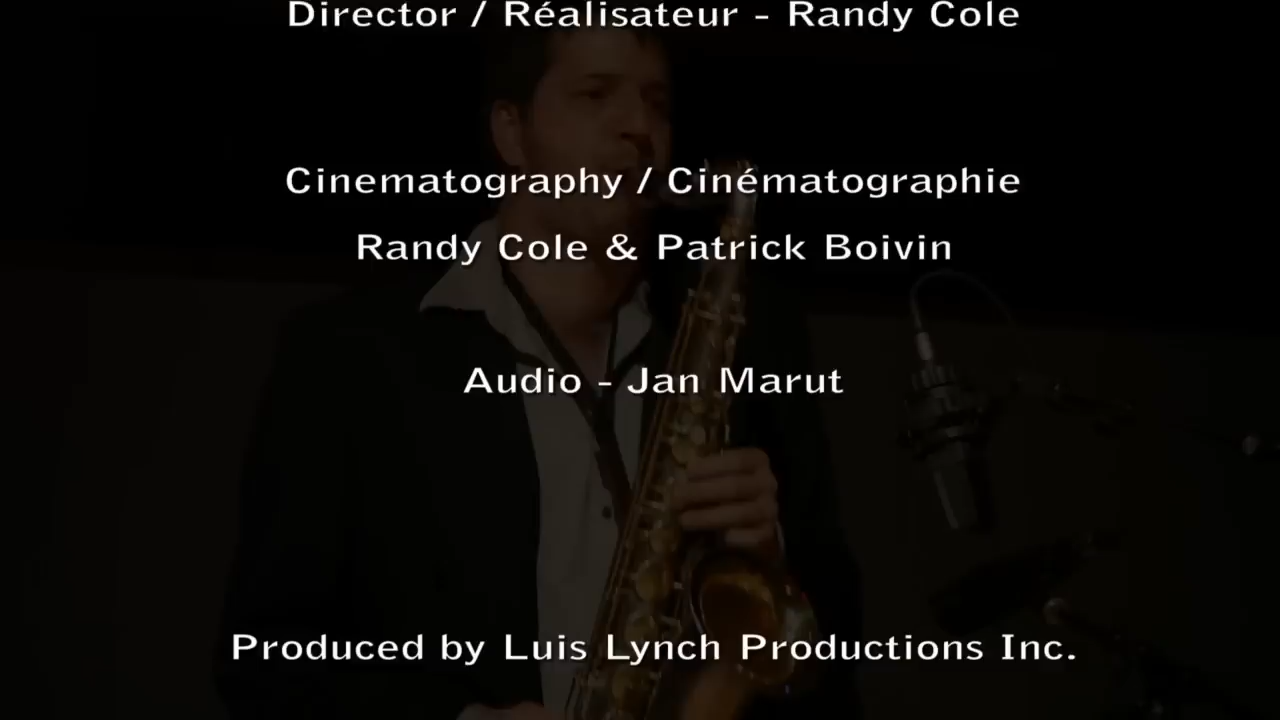 Director / Réalisateur - Randy Cole
Cinematography / Cinématographie
Randy Cole & Patrick Boivin
Audio - Jan Marut
Produced by Luis Lynch Productions Inc.